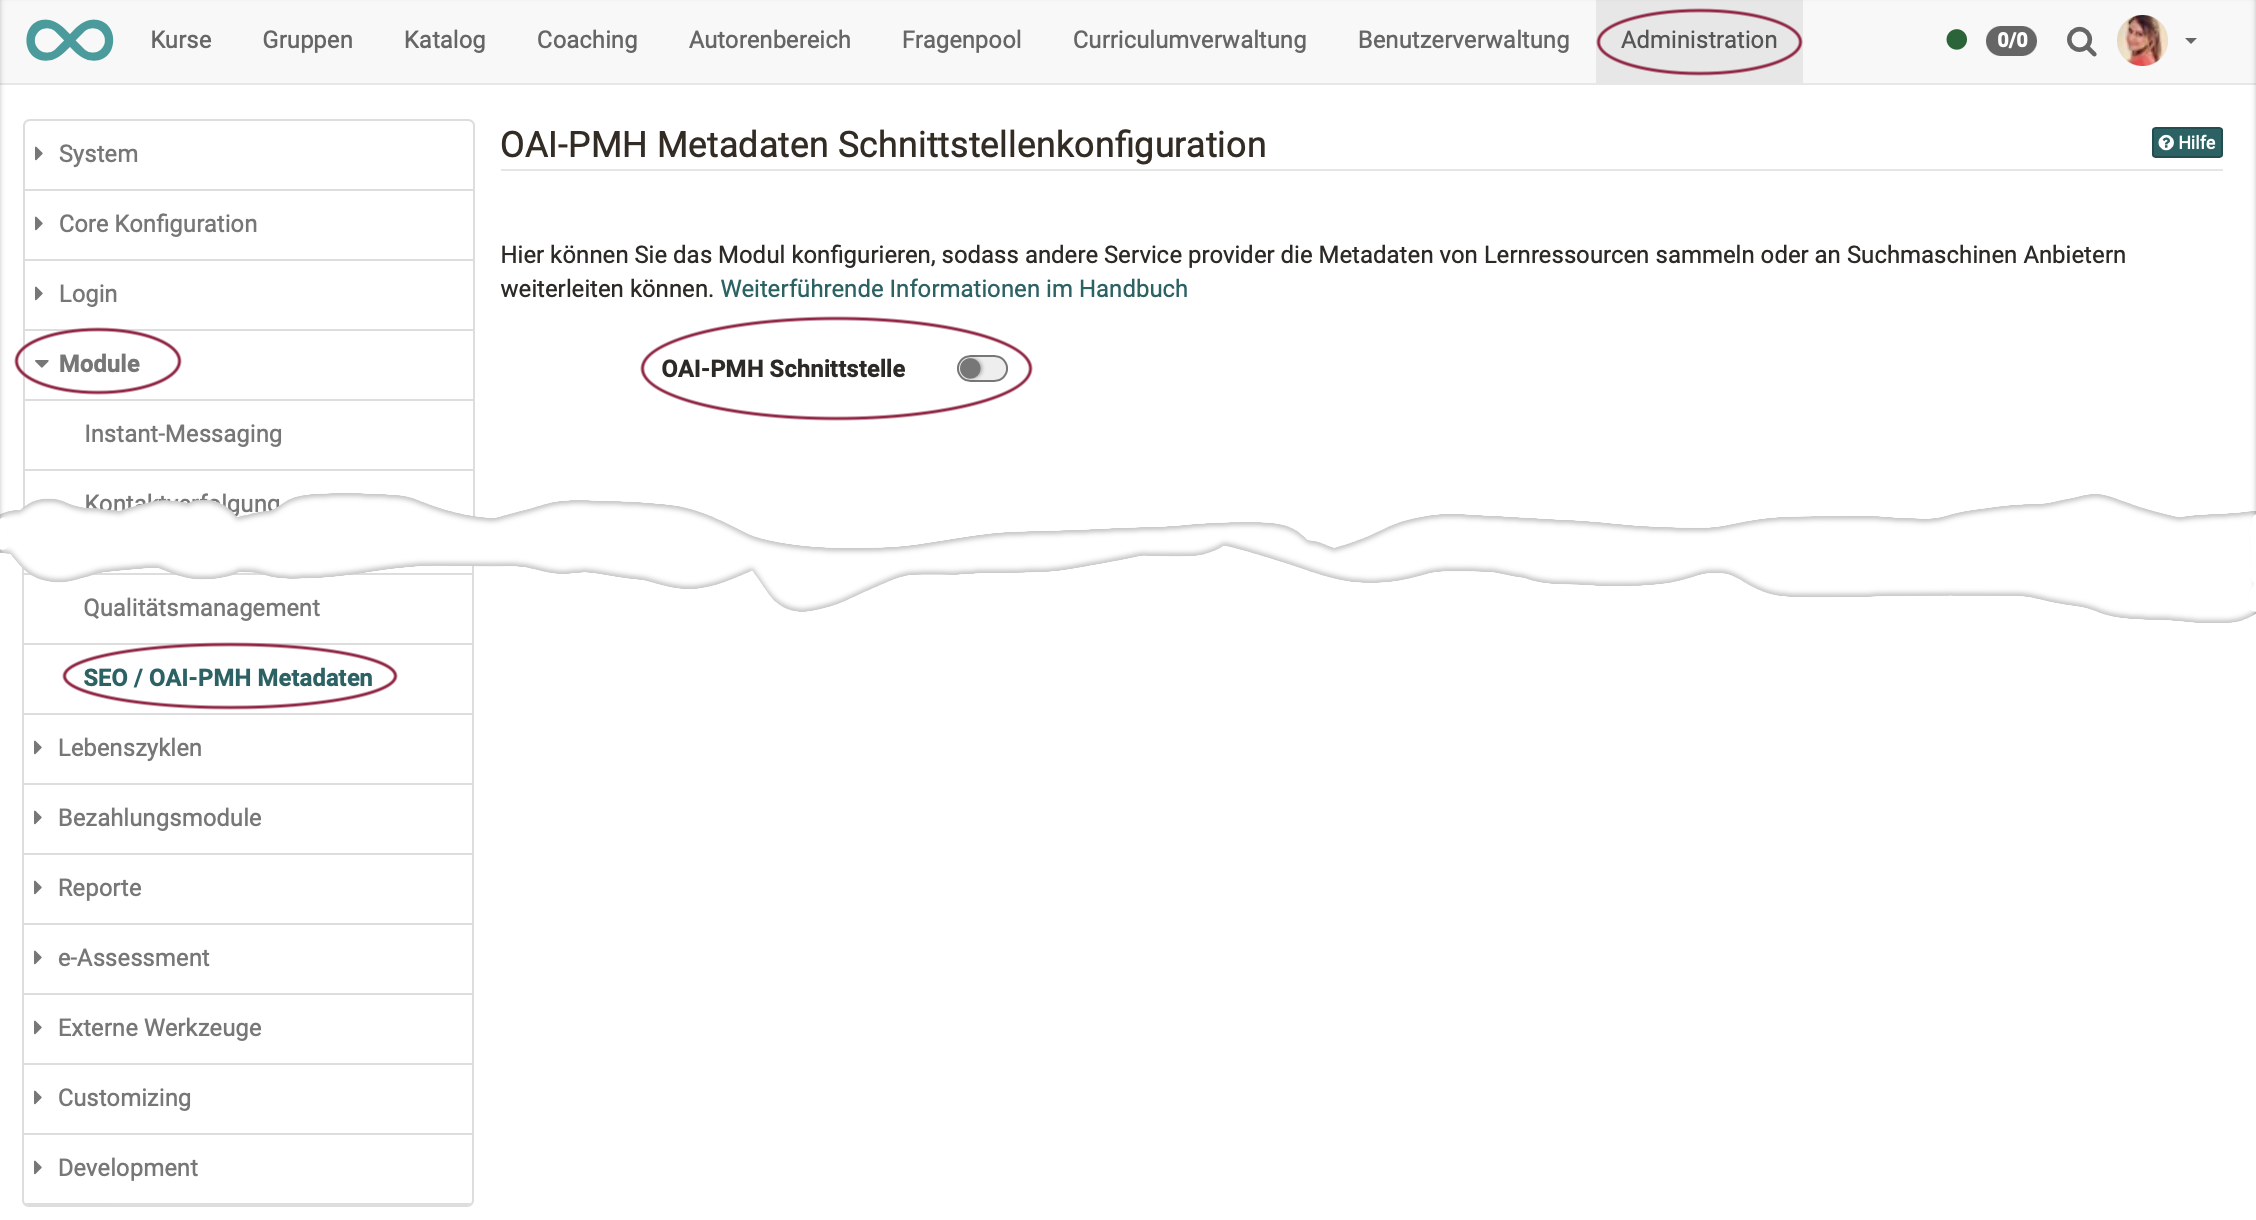 Kurse
Gruppen
Katalog
Coaching
Autorenbereich
Fragenpool
Curriculumverwaltung
Benutzerverwaltung
Administration
0/0
System
Core Konfiguration
Login
Module
Instant-Messaging
Kontaktverfolgung
Qualitätsmanagement
SEO / OAI-PMH Metadaten
Lebenszyklen
Bezahlungsmodule
Reporte
e-Assessment
Externe Werkzeuge
Customizing
Development
OAI-PMH Metadaten Schnittstellenkonfiguration
Hilfe
Hier können Sie das Modul konfigurieren, sodass andere Service provider die Metadaten von Lernressourcen sammeln oder an Suchmaschinen Anbietern
weiterleiten können. Weiterführende Informationen im Handbuch
OAI-PMH Schnittstelle